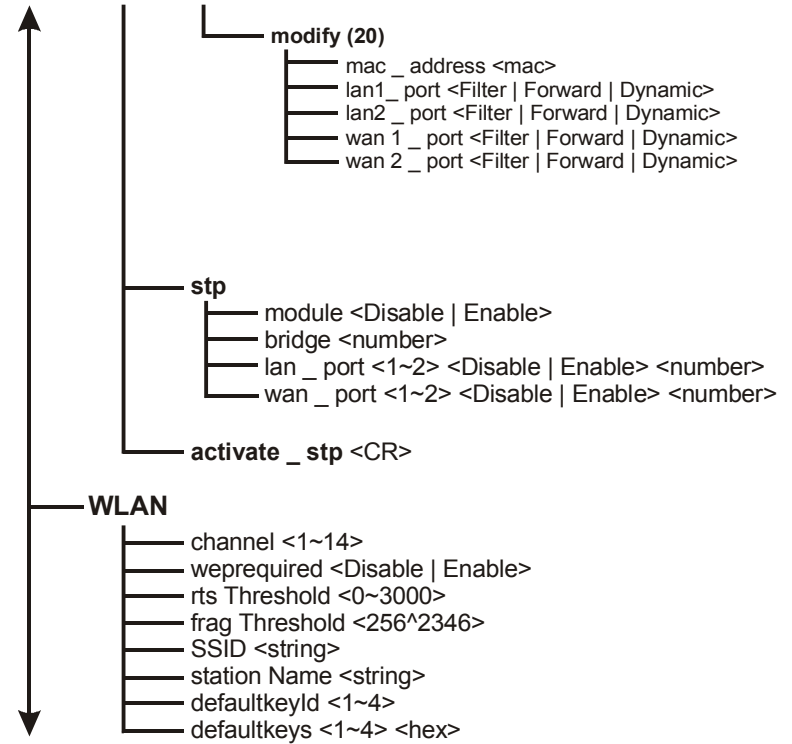 modify (20)
mac _ address <mac>
lan1_ port <Filter | Forward | Dynamic>
lan2 _ port <Filter | Forward | Dynamic>
wan 1 _ port <Filter | Forward | Dynamic>
wan 2 _ port <Filter | Forward | Dynamic>
stp
module <Disable | Enable>
bridge <number>
lan _ port <1~2> <Disable | Enable> <number>
wan _ port <1~2> <Disable | Enable> <number>
activate _ stp <CR>
WLAN
channel <1~14>
weprequired <Disable | Enable>
rts Threshold <0~3000>
frag Threshold <256^2346>
SSID <string>
station Name <string>
defaultkeyId <1~4>
defaultkeys <1~4> <hex>